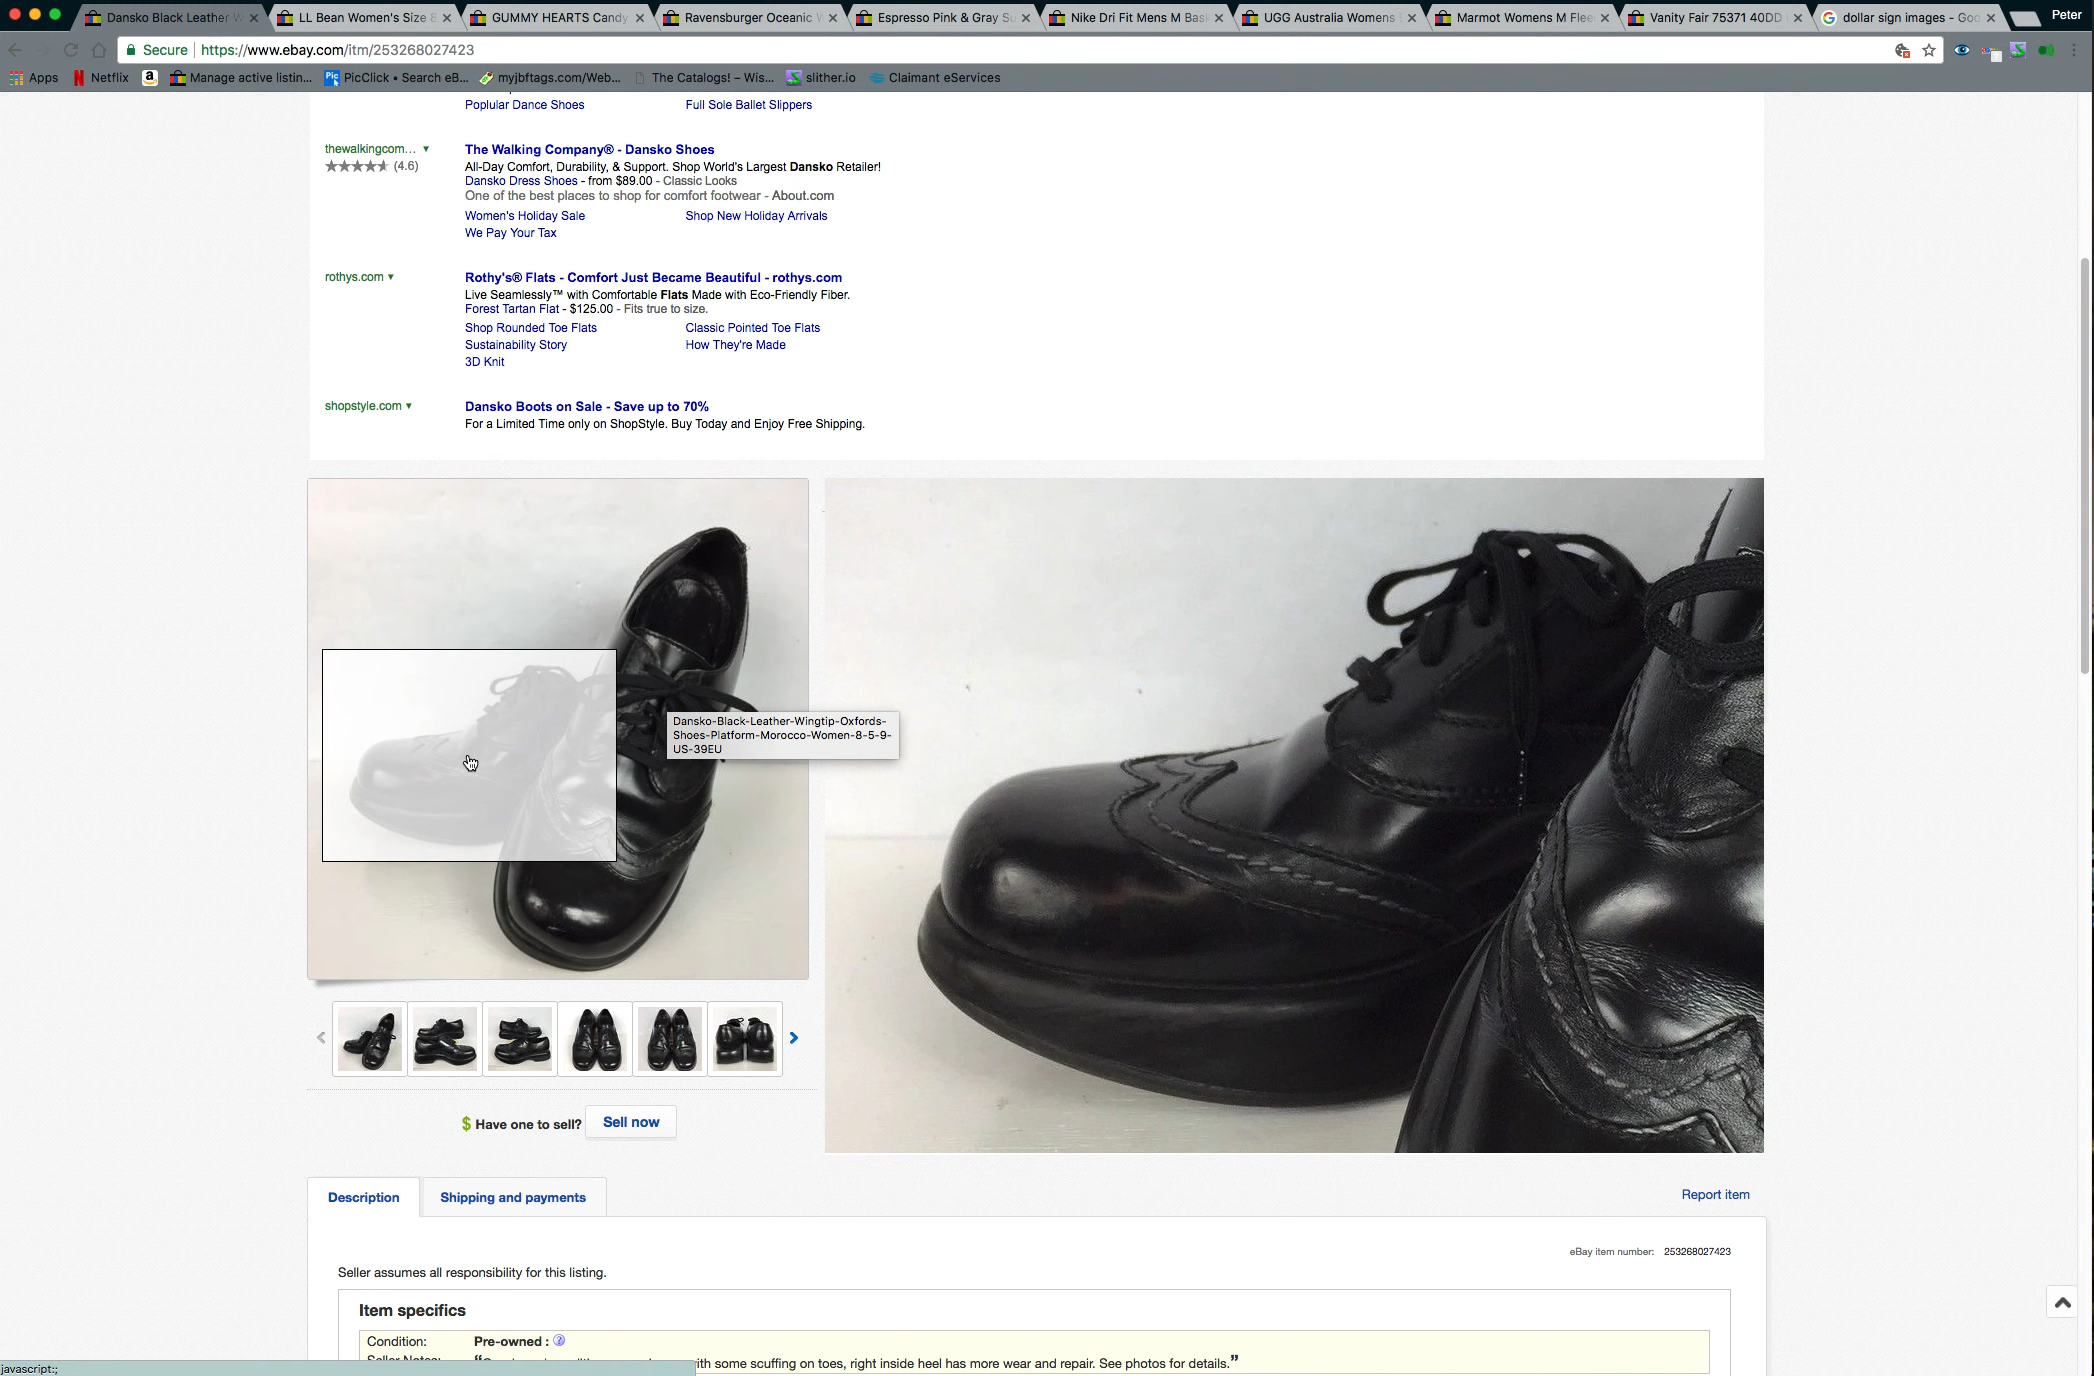 Dansko Black Leather W
LL Bean Women's Size 8
GUMMY HEARTS Candy
Ravensburger Oceanic W
Espresso Pink & Gray Su
Nike Dri Fit Mens M Bask
UGG Australia Womens S
Marmot Womens M Flee
Vanity Fair 75371 40DD
dollar sign images - Goo
Peter
Secure
https://www.ebay.com/itm/253268027423
Apps
Netflix
Manage active listin...
PicClick • Search eB...
myjbftags.com/Web...
The Catalogs! – Wis...
slither.io
Claimant eServices
Poplular Dance Shoes
Full Sole Ballet Slippers
thewalkingcom... ▼
The Walking Company® - Dansko Shoes
★★★★★ (4.6)
All-Day Comfort, Durability, & Support. Shop World's Largest Dansko Retailer!
Dansko Dress Shoes - from $89.00 - Classic Looks
One of the best places to shop for comfort footwear - About.com
Women's Holiday Sale
Shop New Holiday Arrivals
We Pay Your Tax
rothys.com ▼
Rothy's® Flats - Comfort Just Became Beautiful - rothys.com
Live Seamlessly™ with Comfortable Flats Made with Eco-Friendly Fiber.
Forest Tartan Flat - $125.00 - Fits true to size.
Shop Rounded Toe Flats
Classic Pointed Toe Flats
Sustainability Story
How They're Made
3D Knit
shopstyle.com ▼
Dansko Boots on Sale - Save up to 70%
For a Limited Time only on ShopStyle. Buy Today and Enjoy Free Shipping.
Dansko-Black-Leather-Wingtip-Oxfords-
Shoes-Platform-Morocco-Women-8-5-9-
US-39EU
$ Have one to sell?
Sell now
Description
Shipping and payments
Report item
eBay item number: 253268027423
Seller assumes all responsibility for this listing.
Item specifics
Condition:
Pre-owned :
with some scuffing on toes, right inside heel has more wear and repair. See photos for details.”
javascript:;